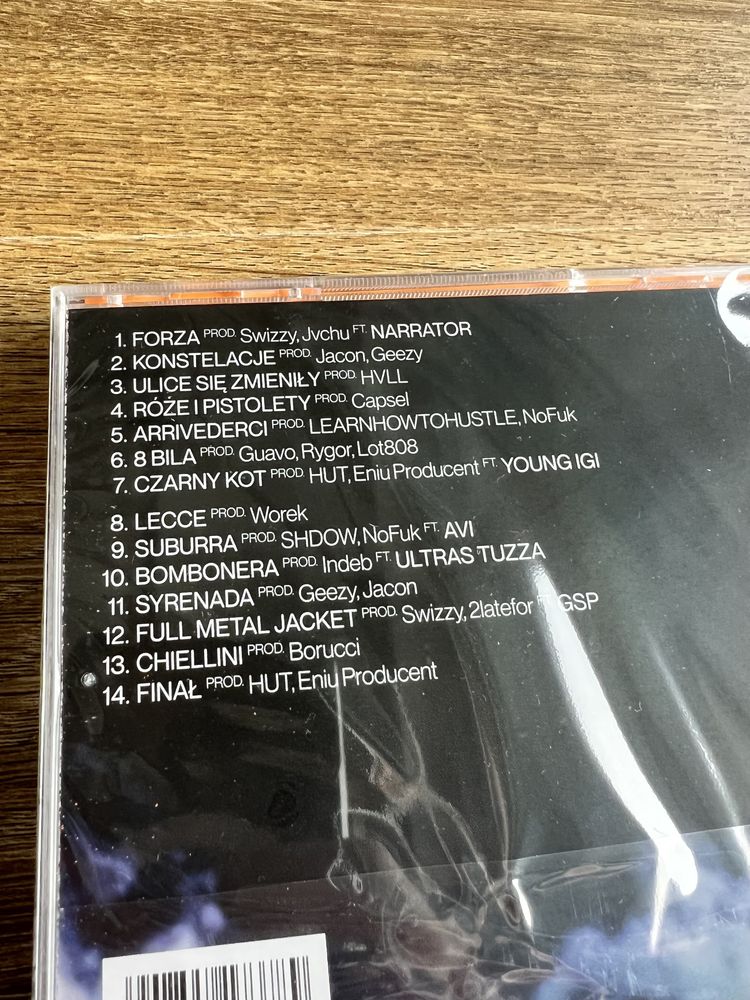 1. FORZA PROD. Swizzy, Jvchu FT. NARRATOR
2. KONSTELACJE PROD. Jacon, Geezy
3. ULICE SIĘ ZMIENIŁY PROD. HVLL
4. RÓŻE I PISTOLETY PROD. Capsel
5. ARRIVEDERCI PROD. LEARNHOWTOHUSTLE, NoFuk
6. 8 BILA PROD. Guavo, Rygor, Lot808
7. CZARNY KOT PROD. HUT, Eniu Producent FT. YOUNG IGI
8. LECCE PROD. Worek
9. SUBURRA PROD. SHDOW, NoFuk FT. AVI
10. BOMBONERA PROD. Indeb FT. ULTRAS TUZZA
11. SYRENADA PROD. Geezy, Jacon
12. FULL METAL JACKET PROD. Swizzy, 2latefor GSP
13. CHIELLINI PROD. Borucci
14. FINAŁ PROD. HUT, Eniu Producent